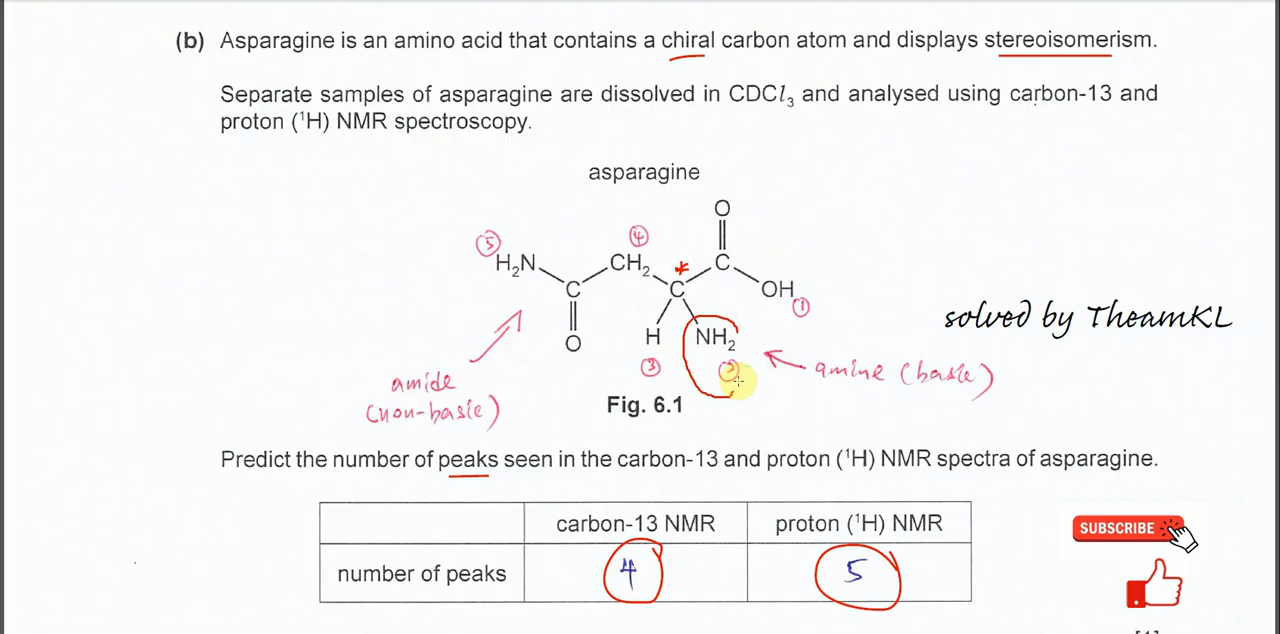 (b) Asparagine is an amino acid that contains a chiral carbon atom and displays stereoisomerism.
Separate samples of asparagine are dissolved in CDCl₃ and analysed using carbon-13 and
proton (¹H) NMR spectroscopy.
asparagine
O
⑤ ④
H₂N CH₂ * C
C C OH ①
O H NH₂
③ ②
solved by TheamKL
amide
(non-basic)
amine (basic)
Fig. 6.1
Predict the number of peaks seen in the carbon-13 and proton (¹H) NMR spectra of asparagine.
carbon-13 NMR proton (¹H) NMR
number of peaks 4 5
SUBSCRIBE